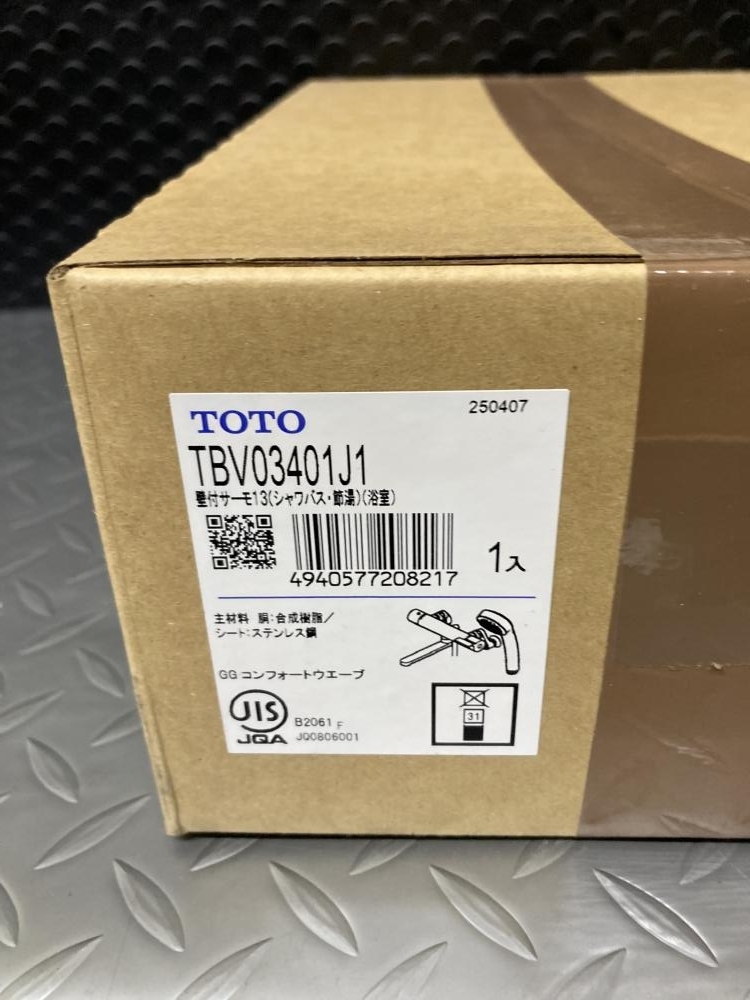 TOTO
250407
TBV03401J1
壁付サーモ13(シャワバス・節湯)(浴室)
4940577208217
1入
主材料 胴:合成樹脂/
シート:ステンレス鋼
GG コンフォートウエーブ
JIS
JQA
B2061 F
JQ0806001
31